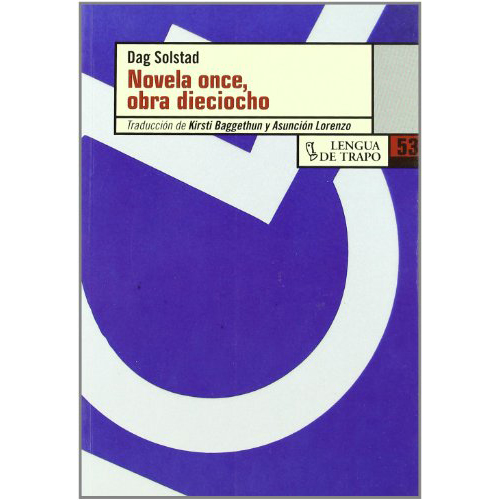 Dag Solstad
Novela once,
obra dieciocho
Traducción de Kirsti Baggethun y Asunción Lorenzo
LENGUA
DE TRAPO
53